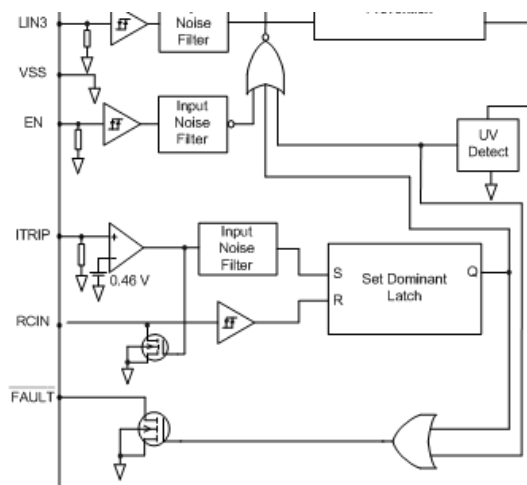 LIN3
Noise
Filter
VSS
EN
Input
Noise
Filter
UV
Detect
ITRIP
Input
Noise
Filter
0.46 V
S
Q
Set Dominant
Latch
R
RCIN
FAULT